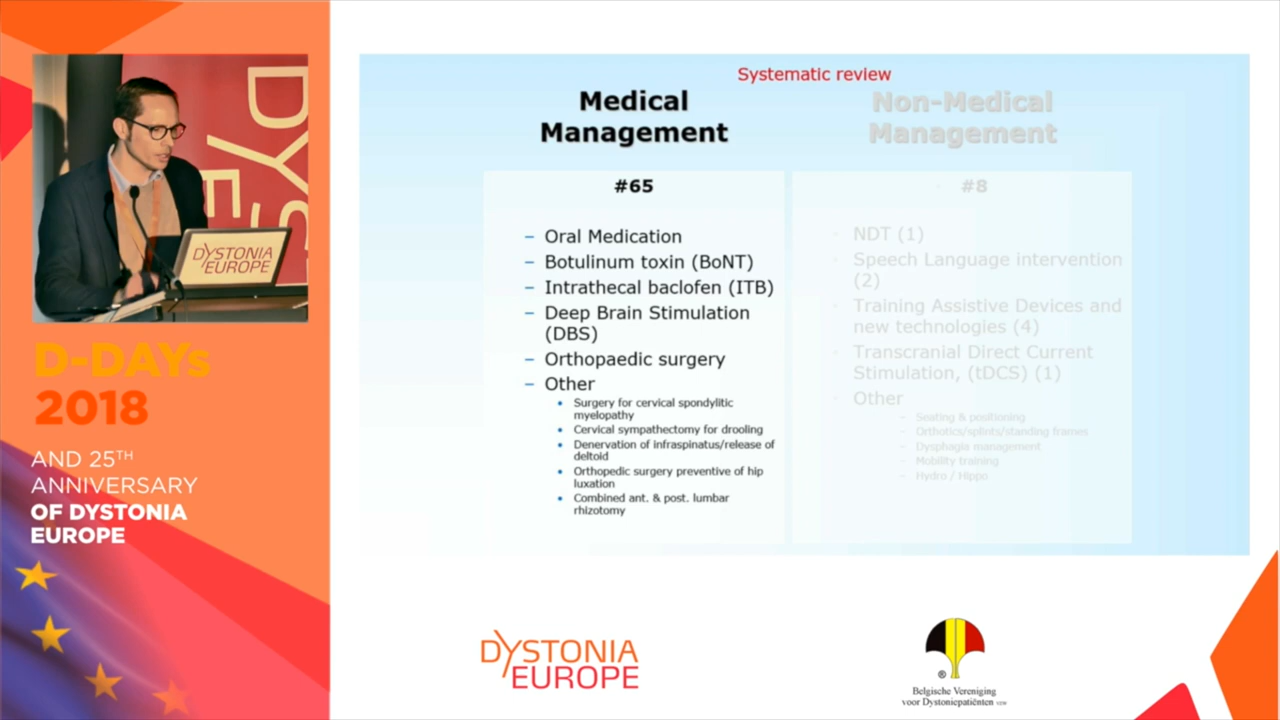 DYS
E
DYSTONIA
EUROPE
D-DAYs
2018
AND 25TH
ANNIVERSARY
OF DYSTONIA
EUROPE
Systematic review
Medical
Management
#65
– Oral Medication
– Botulinum toxin (BoNT)
– Intrathecal baclofen (ITB)
– Deep Brain Stimulation
(DBS)
– Orthopaedic surgery
– Other
• Surgery for cervical spondylitic
myelopathy
• Cervical sympathectomy for drooling
• Denervation of infraspinatus/release of
deltoid
• Orthopedic surgery preventive of hip
luxation
• Combined ant. & post. lumbar
rhizotomy
Non-Medical
Management
#8
NDT (1)
Speech Language intervention
(2)
Training Assistive Devices and
new technologies (4)
Transcranial Direct Current
Stimulation, (tDCS) (1)
Other
– Seating & positioning
– Orthotics/splints/standing frames
– Dysphagia management
– Mobility training
– Hydro / Hippo
DYSTONIA
EUROPE
®
Belgische Vereniging
voor Dystoniepatiënten vzw